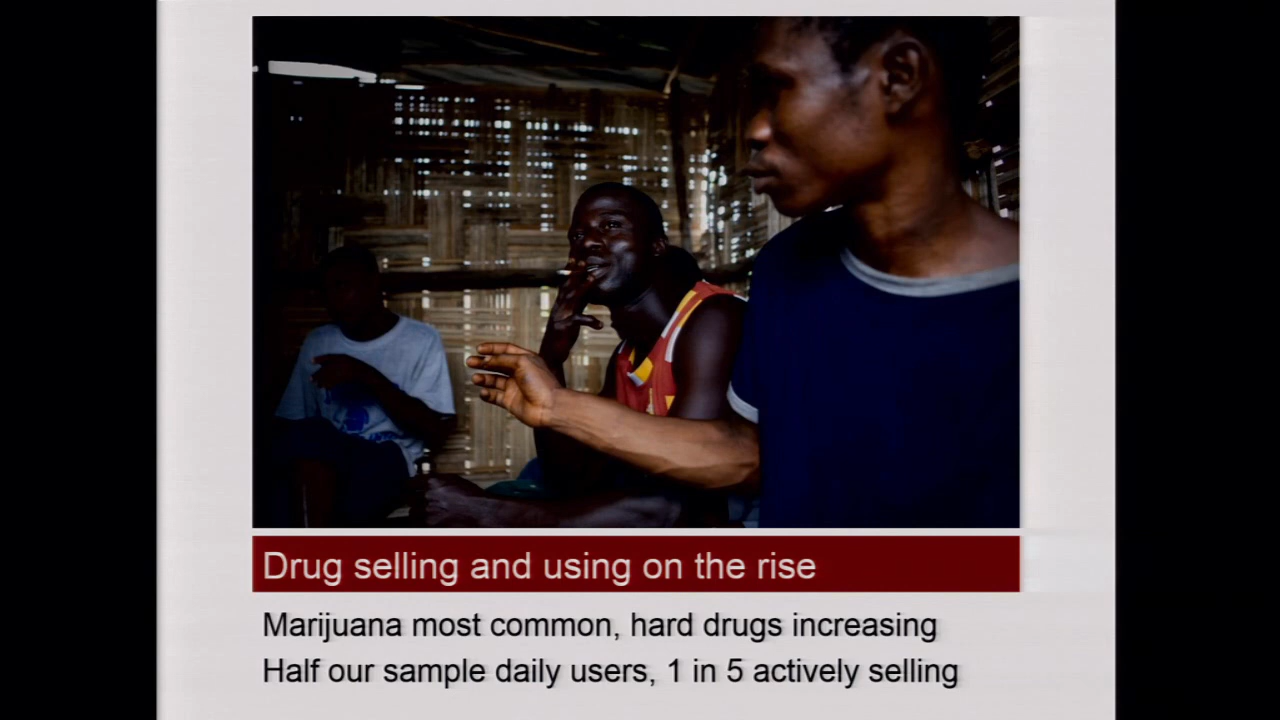 Drug selling and using on the rise
Marijuana most common, hard drugs increasing
Half our sample daily users, 1 in 5 actively selling